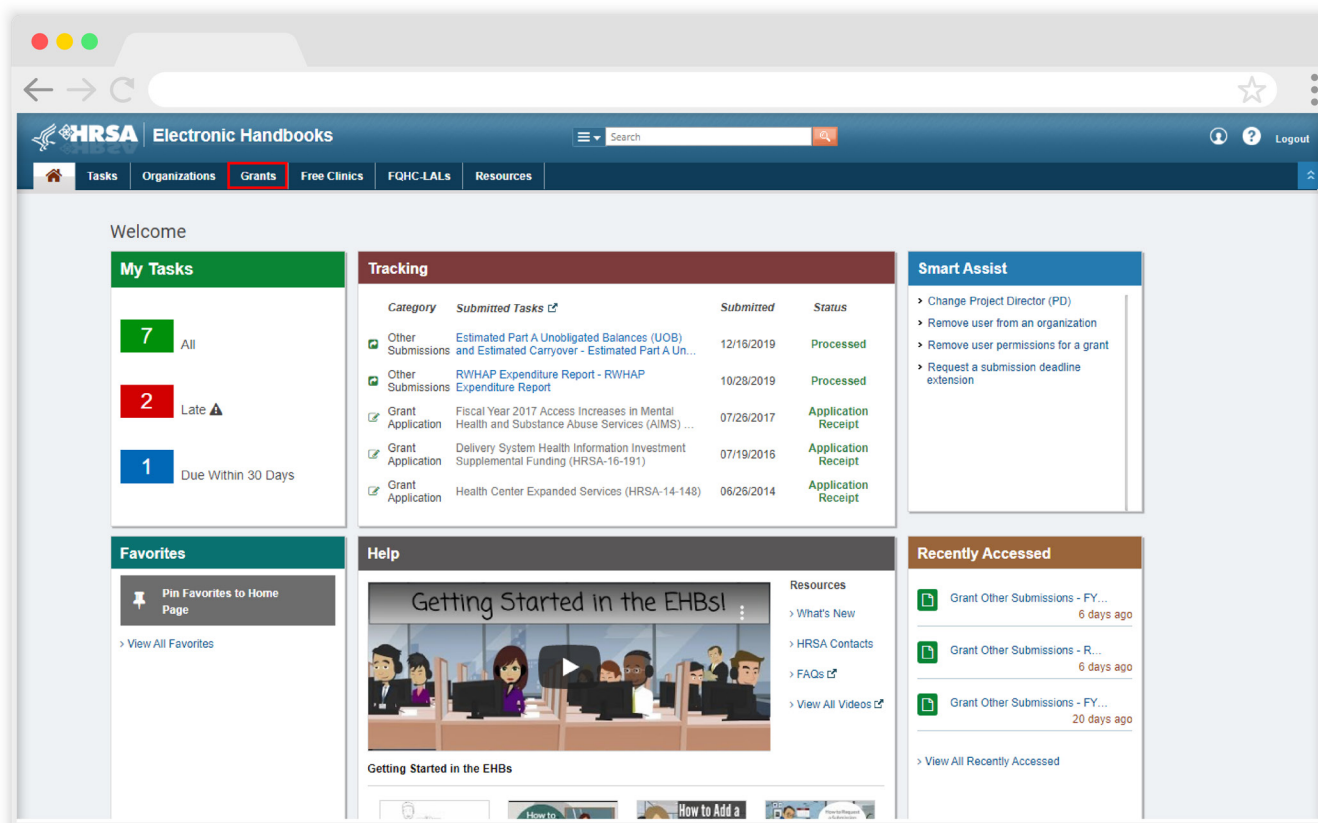 HRSA Electronic Handbooks
Search
?
Logout
Tasks Organizations Grants Free Clinics FQHC-LALs Resources
Welcome
My Tasks
7 All
2 Late
1 Due Within 30 Days
Tracking
Category Submitted Tasks Submitted Status
Other Submissions
Estimated Part A Unobligated Balances (UOB)
and Estimated Carryover - Estimated Part A Un...
12/16/2019
Processed
Other Submissions
RWHAP Expenditure Report - RWHAP
Expenditure Report
10/28/2019
Processed
Grant Application
Fiscal Year 2017 Access Increases in Mental
Health and Substance Abuse Services (AIMS) ...
07/26/2017
Application
Receipt
Grant Application
Delivery System Health Information Investment
Supplemental Funding (HRSA-16-191)
07/19/2016
Application
Receipt
Grant Application
Health Center Expanded Services (HRSA-14-148)
06/26/2014
Application
Receipt
Smart Assist
Change Project Director (PD)
Remove user from an organization
Remove user permissions for a grant
Request a submission deadline
extension
Favorites
Pin Favorites to Home
Page
View All Favorites
Help
Getting Started in the EHBs!
Getting Started in the EHBs
Resources
What's New
HRSA Contacts
FAQs
View All Videos
How to
How to Add a
How to Request
Recently Accessed
Grant Other Submissions - FY...
6 days ago
Grant Other Submissions - R...
6 days ago
Grant Other Submissions - FY...
20 days ago
View All Recently Accessed